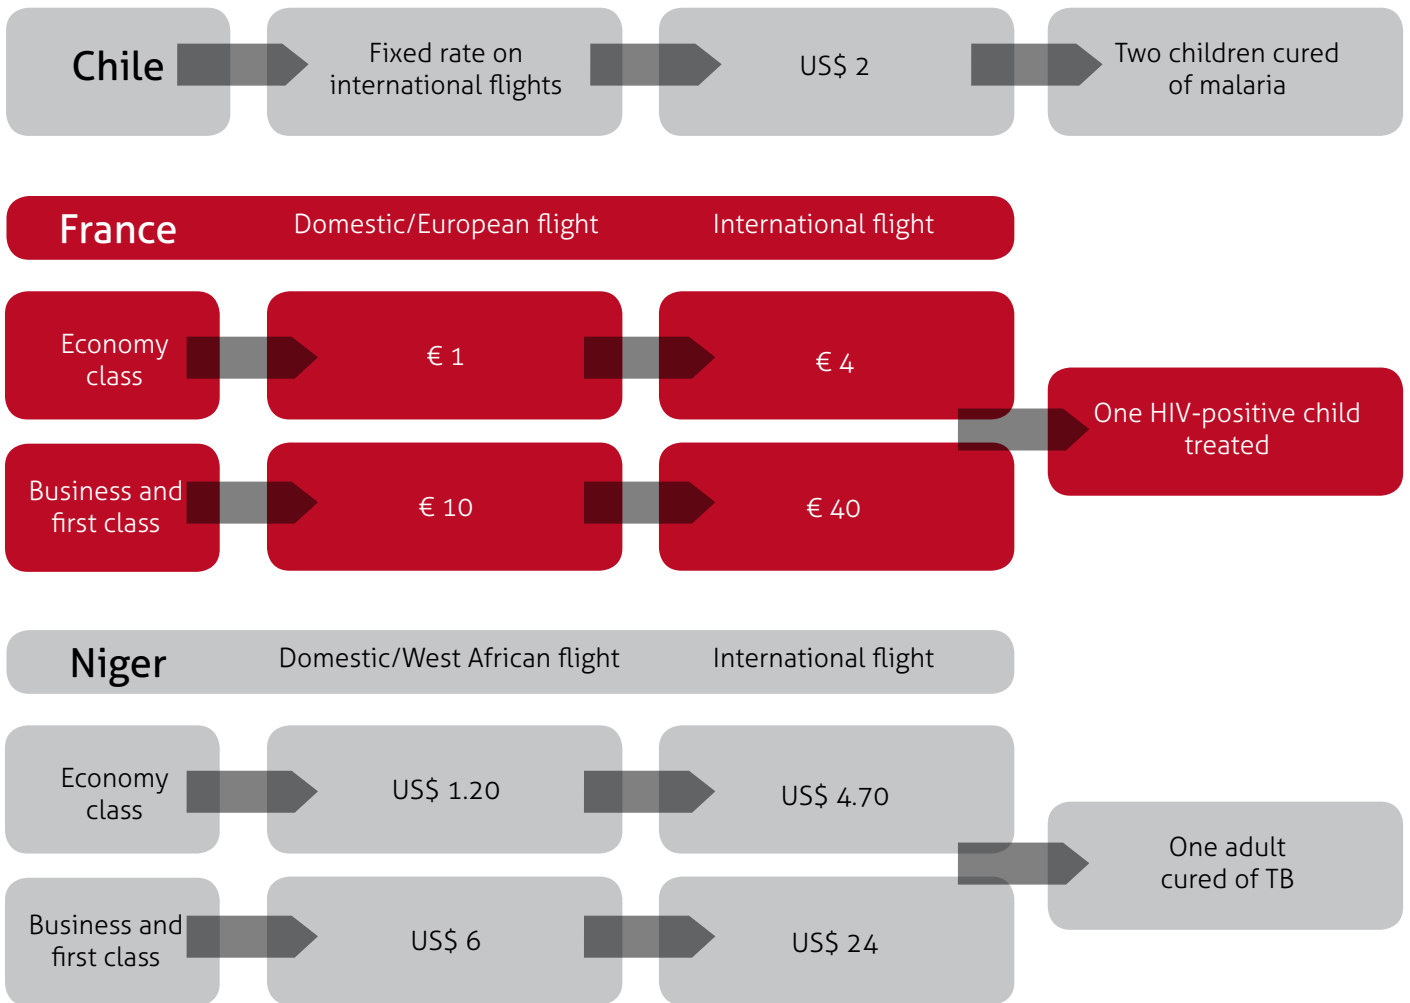 Chile
Fixed rate on
international flights
US$ 2
Two children cured
of malaria
France
Domestic/European flight
International flight
Economy
class
€ 1
€ 4
Business and
first class
€ 10
€ 40
One HIV-positive child
treated
Niger
Domestic/West African flight
International flight
Economy
class
US$ 1.20
US$ 4.70
Business and
first class
US$ 6
US$ 24
One adult
cured of TB